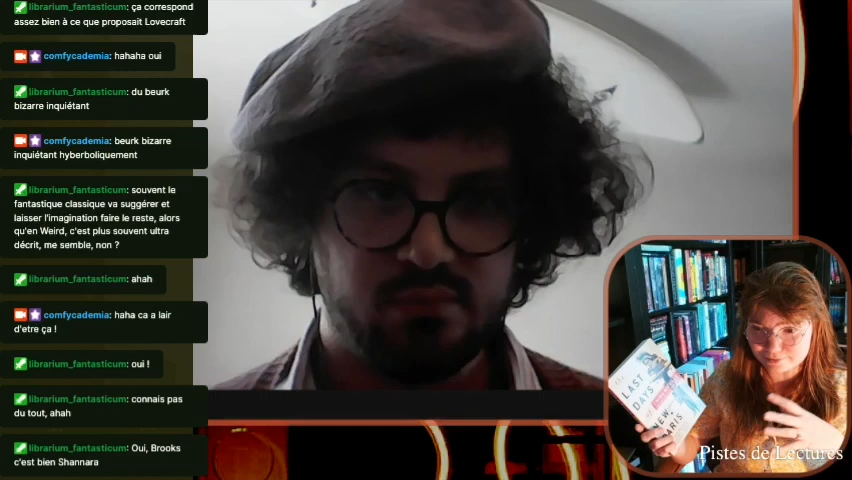 librarium_fantasticum: ça correspond
assez bien à ce que proposait Lovecraft
comfycademia: hahaha oui
librarium_fantasticum: du beurk
bizarre inquiétant
comfycademia: beurk bizarre
inquiétant hyberboliquement
librarium_fantasticum: souvent le
fantastique classique va suggérer et
laisser l'imagination faire le reste, alors
qu'en Weird, c'est plus souvent ultra
décrit, me semble, non ?
librarium_fantasticum: ahah
comfycademia: haha ca a lair
d'etre ça !
librarium_fantasticum: oui !
librarium_fantasticum: connais pas
du tout, ahah
librarium_fantasticum: Oui, Brooks
c'est bien Shannara
LAST
DAYS
NEW
PARIS
Pistes de Lectures